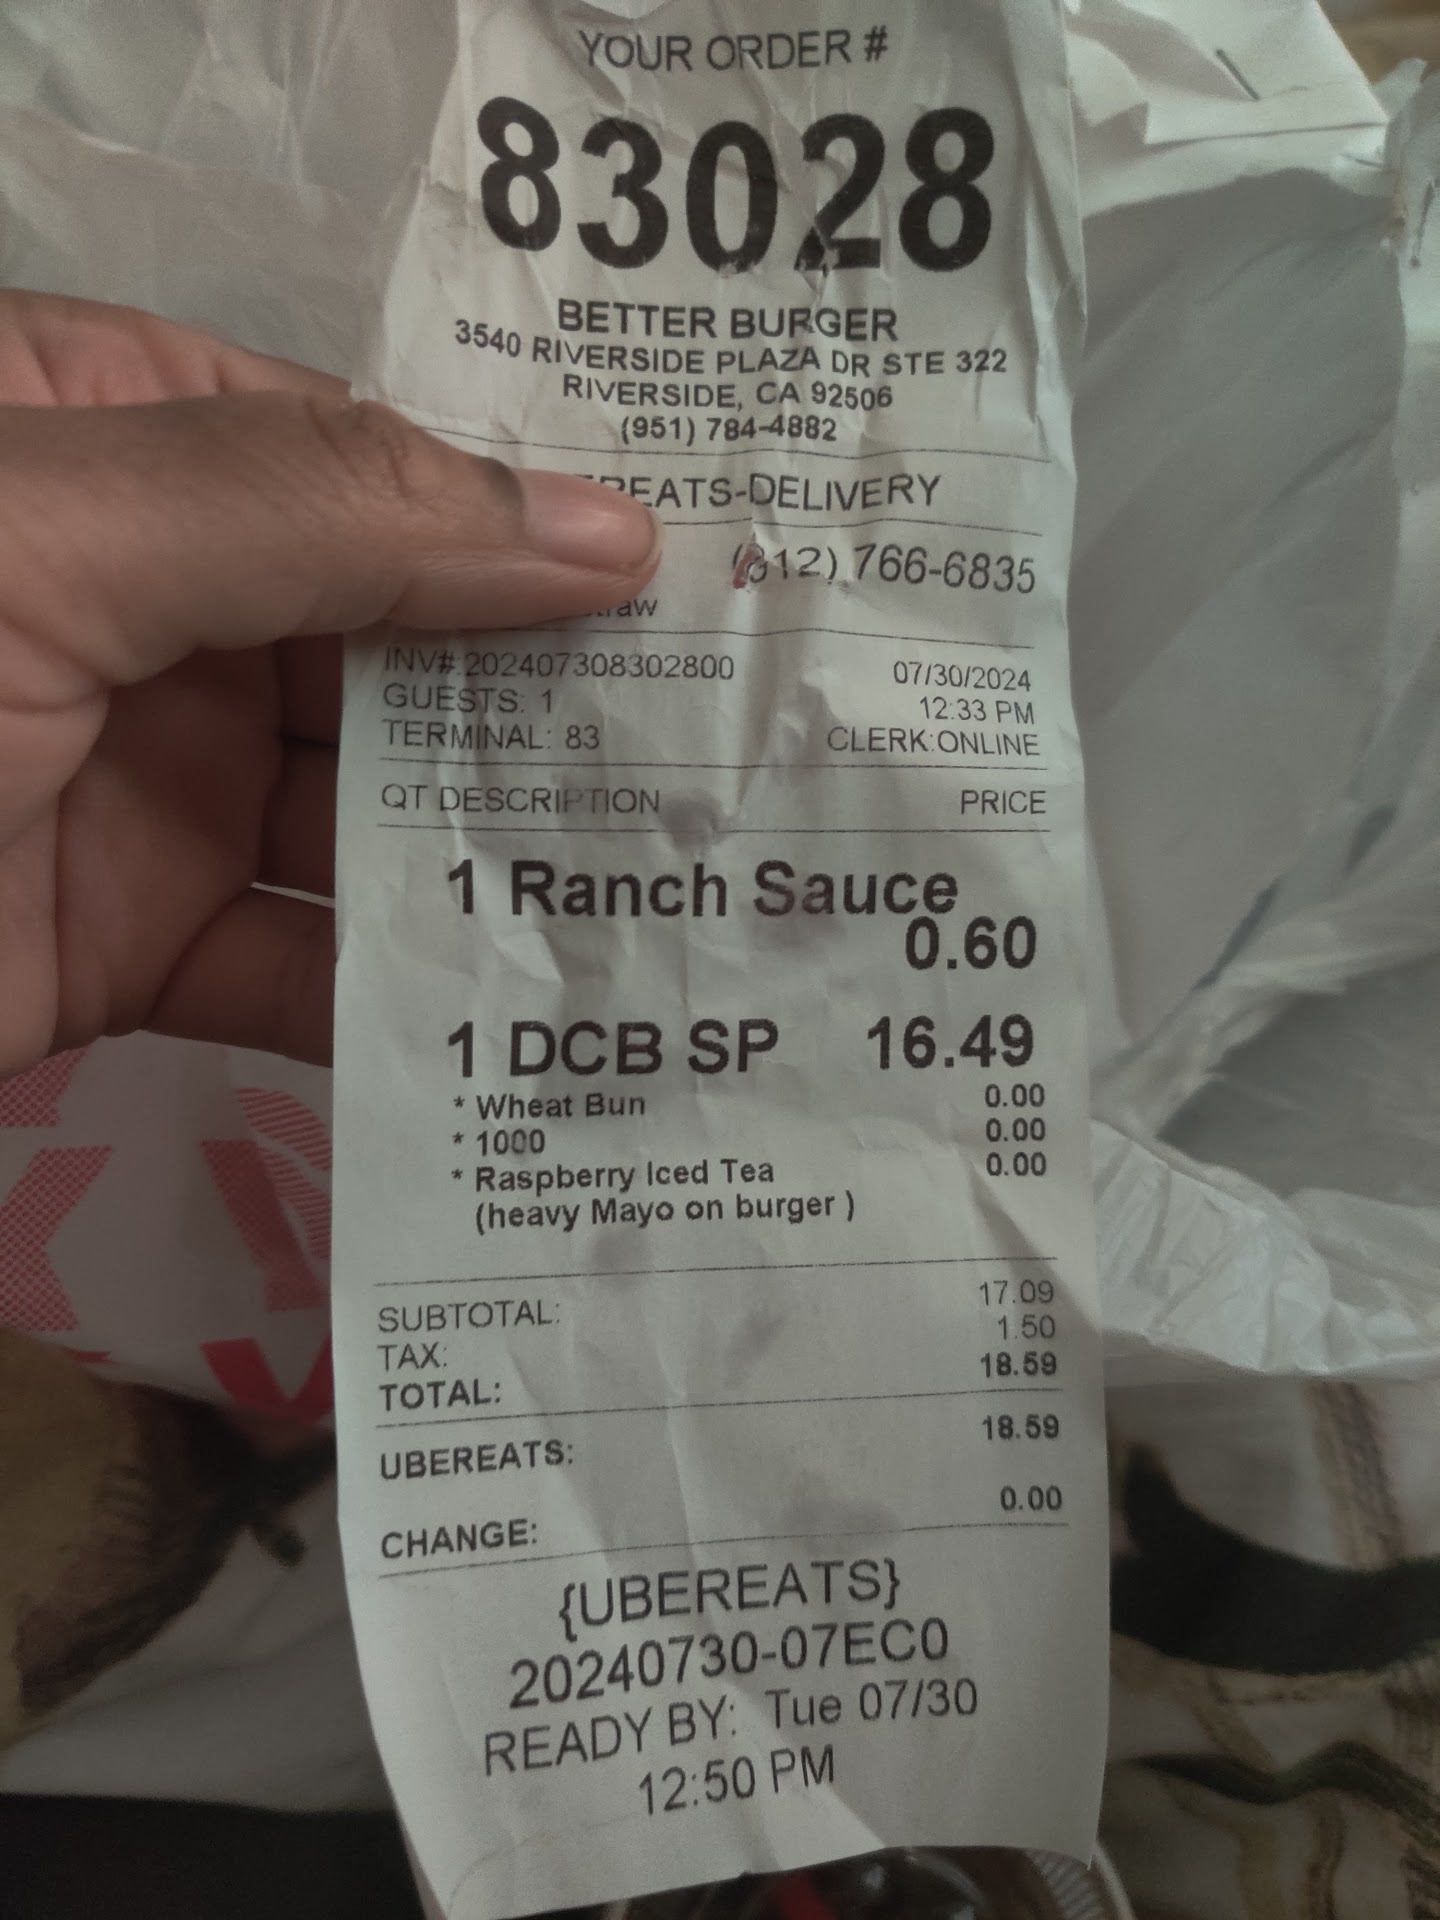 YOUR ORDER #
83028
BETTER BURGER
3540 RIVERSIDE PLAZA DR STE 322
RIVERSIDE, CA 92506
(951) 784-4882
EATS-DELIVERY
(312) 766-6835
INV#:202407308302800 07/30/2024
GUESTS: 1 12:33 PM
TERMINAL: 83 CLERK:ONLINE
QT DESCRIPTION PRICE
1 Ranch Sauce
0.60
1 DCB SP 16.49
* Wheat Bun 0.00
* 1000 0.00
* Raspberry Iced Tea 0.00
(heavy Mayo on burger )
SUBTOTAL: 17.09
TAX: 1.50
TOTAL: 18.59
UBEREATS: 18.59
CHANGE: 0.00
{UBEREATS}
20240730-07EC0
READY BY: Tue 07/30
12:50 PM